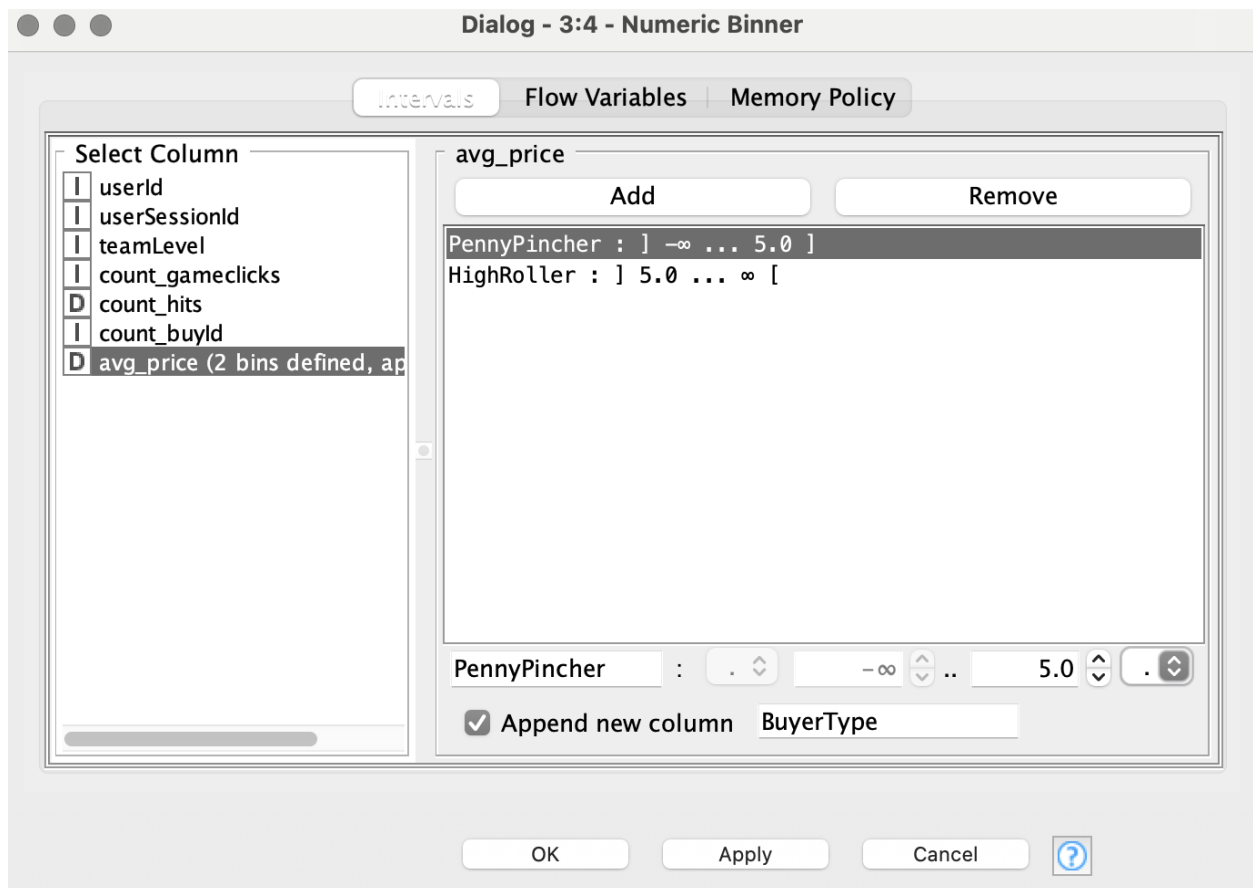 Dialog - 3:4 - Numeric Binner
Intervals Flow Variables Memory Policy
Select Column
I userId
I userSessionId
I teamLevel
I count_gameclicks
D count_hits
I count_buyId
D avg_price (2 bins defined, ap
avg_price
Add Remove
PennyPincher : ] -∞ ... 5.0 ]
HighRoller : ] 5.0 ... ∞ [
PennyPincher : . -∞ .. 5.0 .
Append new column BuyerType
OK Apply Cancel ?